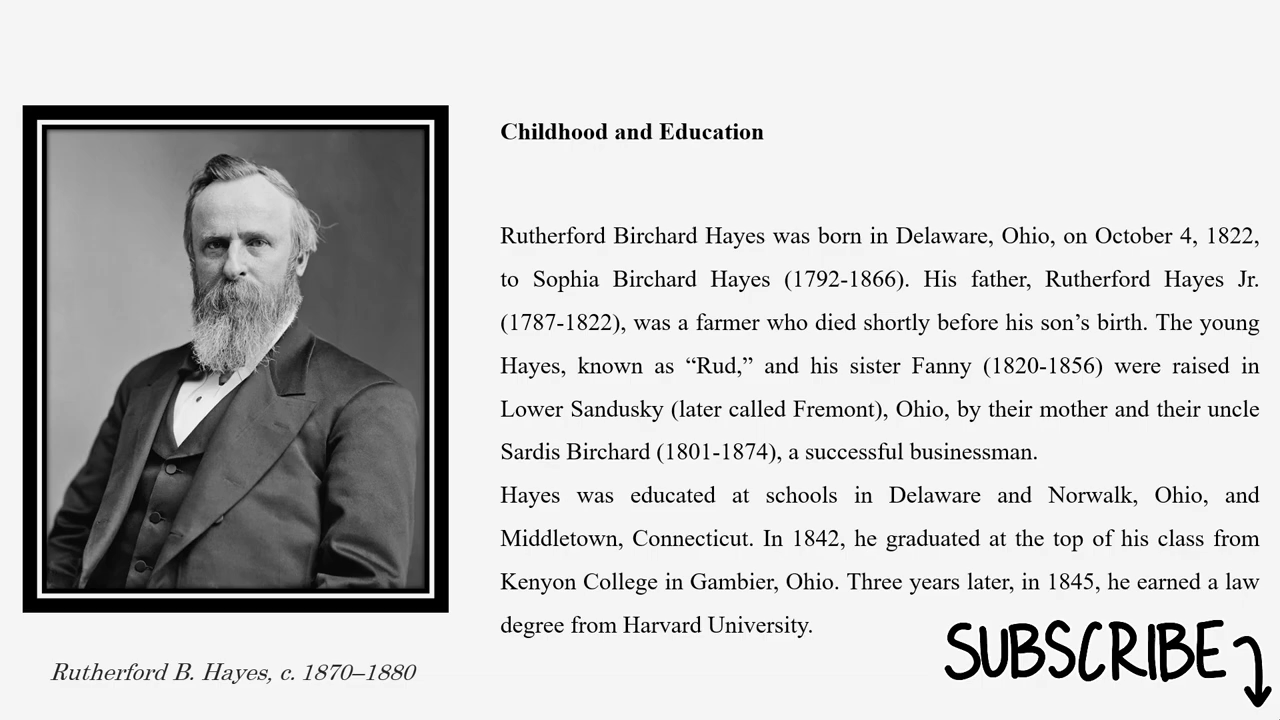 Childhood and Education
Rutherford Birchard Hayes was born in Delaware, Ohio, on October 4, 1822,
to Sophia Birchard Hayes (1792-1866). His father, Rutherford Hayes Jr.
(1787-1822), was a farmer who died shortly before his son’s birth. The young
Hayes, known as “Rud,” and his sister Fanny (1820-1856) were raised in
Lower Sandusky (later called Fremont), Ohio, by their mother and their uncle
Sardis Birchard (1801-1874), a successful businessman.
Hayes was educated at schools in Delaware and Norwalk, Ohio, and
Middletown, Connecticut. In 1842, he graduated at the top of his class from
Kenyon College in Gambier, Ohio. Three years later, in 1845, he earned a law
degree from Harvard University.
Rutherford B. Hayes, c. 1870–1880
SUBSCRIBE